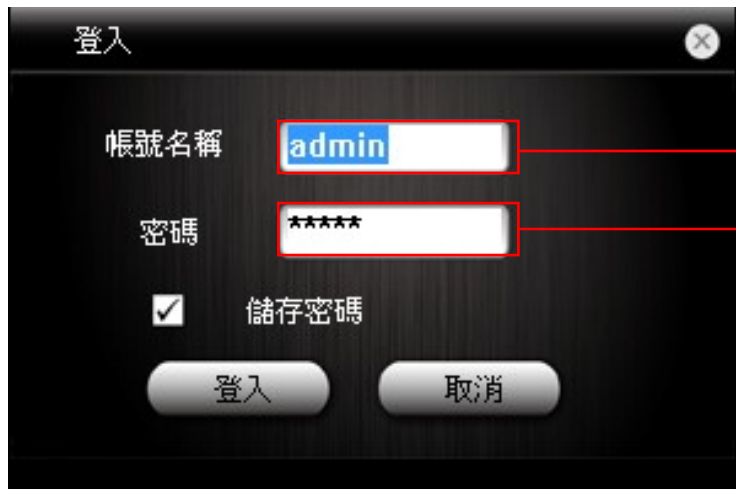 登入
帳號名稱 admin
密碼 *****
儲存密碼
登入 取消